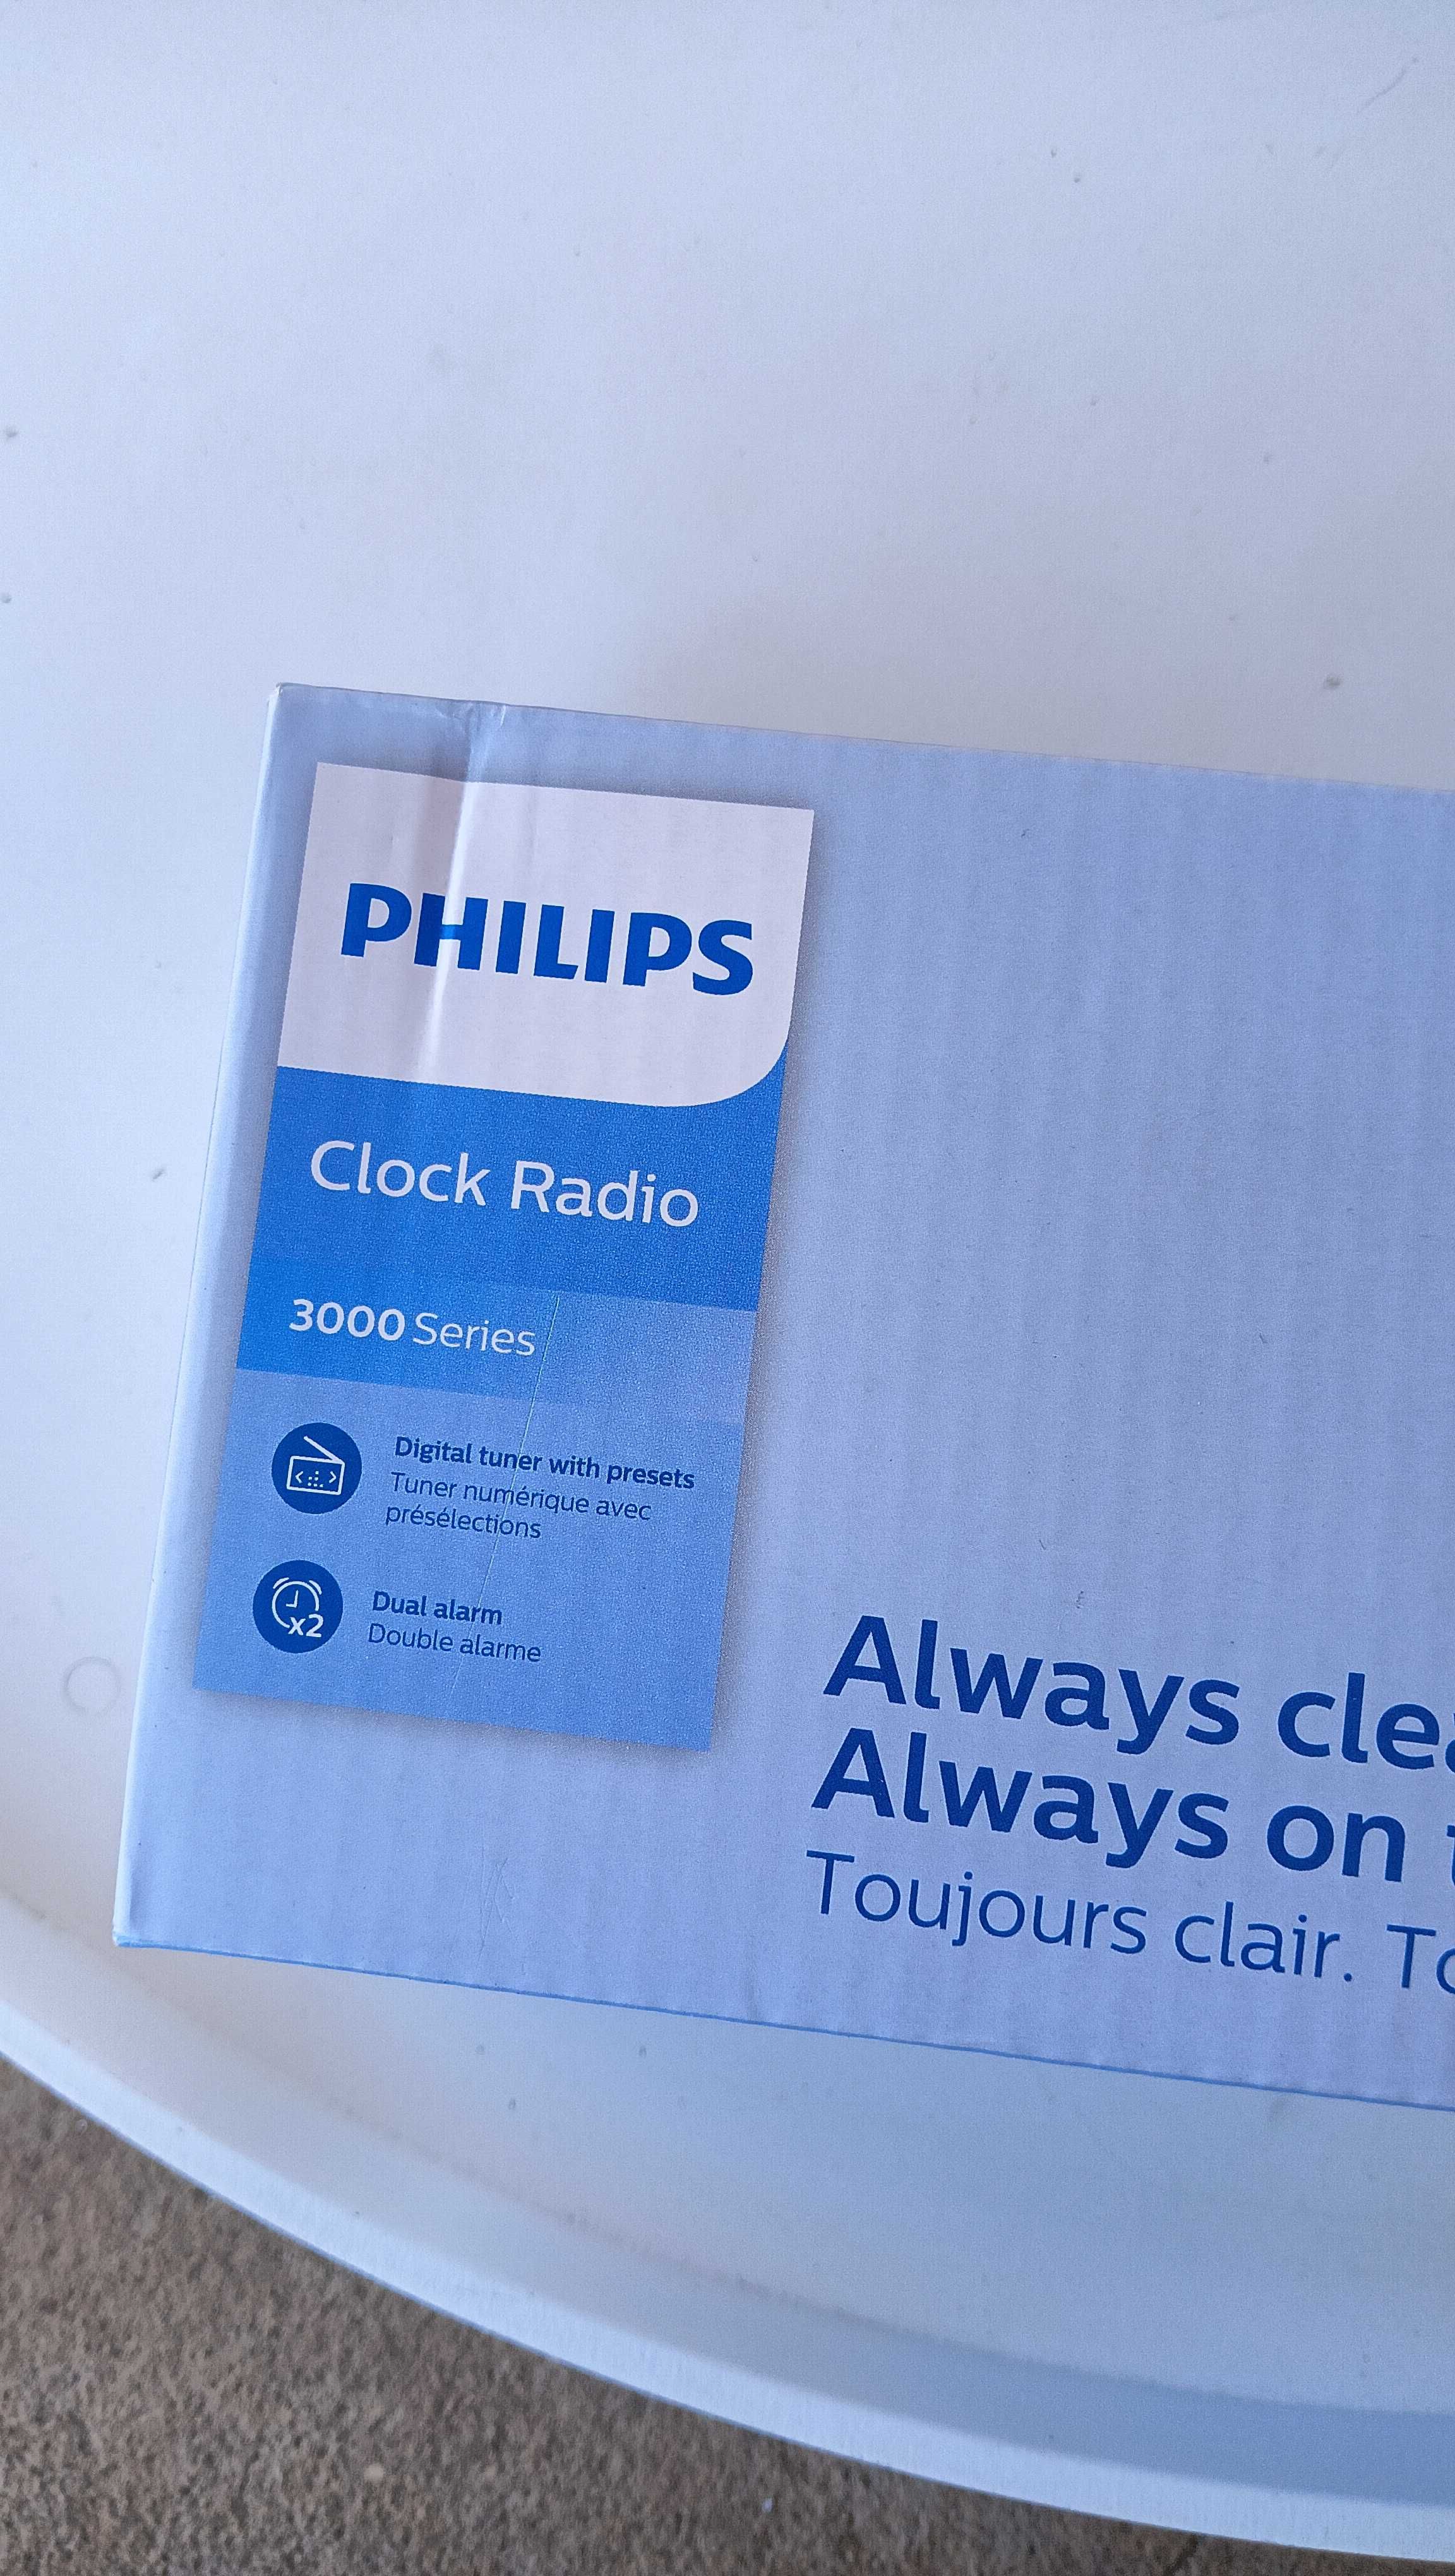 PHILIPS
Clock Radio
3000 Series
Digital tuner with presets
Tuner numérique avec
présélections
x2
Dual alarm
Double alarme
Always
Always on
Toujours clair.